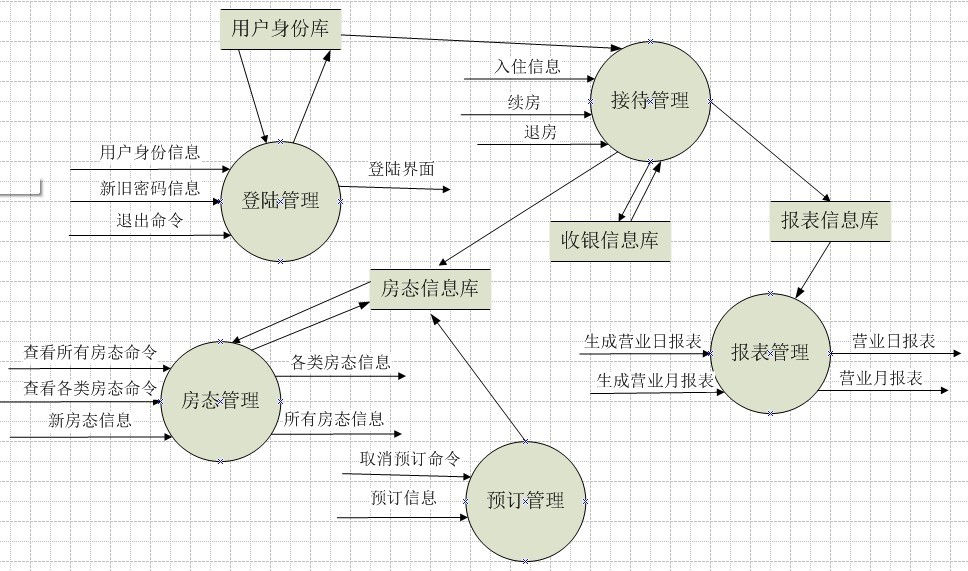 用户身份库
入住信息
续房
退房
接待管理
用户身份信息
新旧密码信息
退出命令
登陆管理
登陆界面
收银信息库
报表信息库
房态信息库
查看所有房态命令
查看各类房态命令
新房态信息
房态管理
各类房态信息
所有房态信息
生成营业日报表
生成营业月报表
报表管理
营业日报表
营业月报表
取消预订命令
预订信息
预订管理